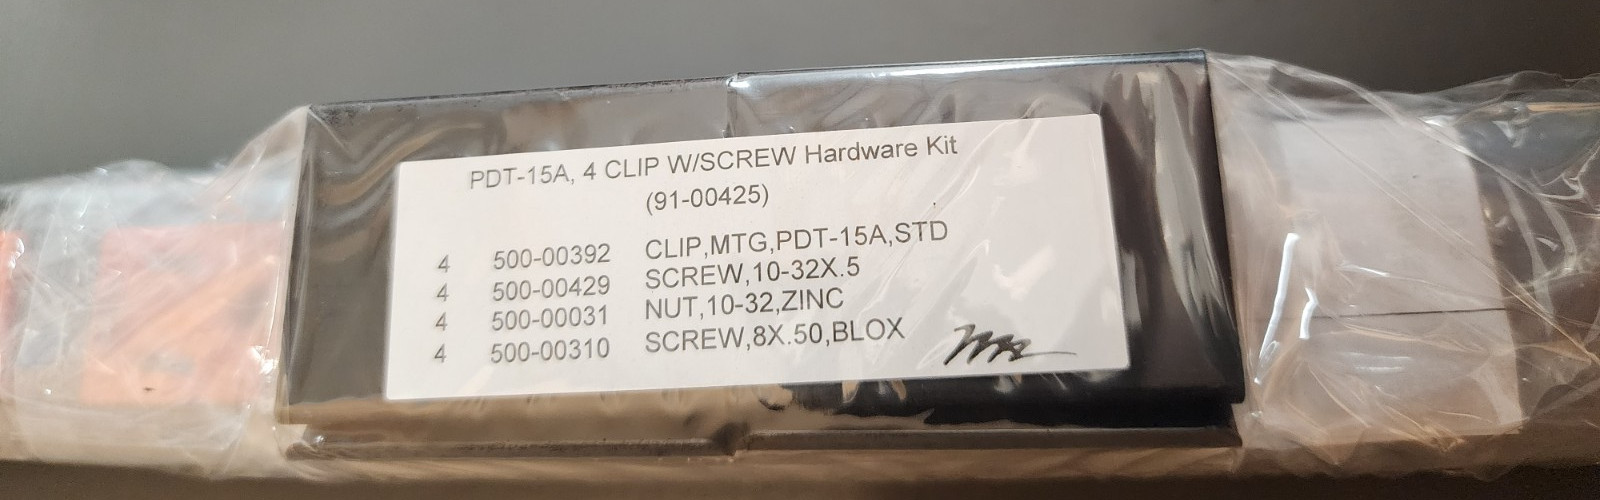 PDT-15A, 4 CLIP W/SCREW Hardware Kit
(91-00425)
4 500-00392 CLIP,MTG,PDT-15A,STD
4 500-00429 SCREW,10-32X.5
4 500-00031 NUT,10-32,ZINC
4 500-00310 SCREW,8X.50,BLOX